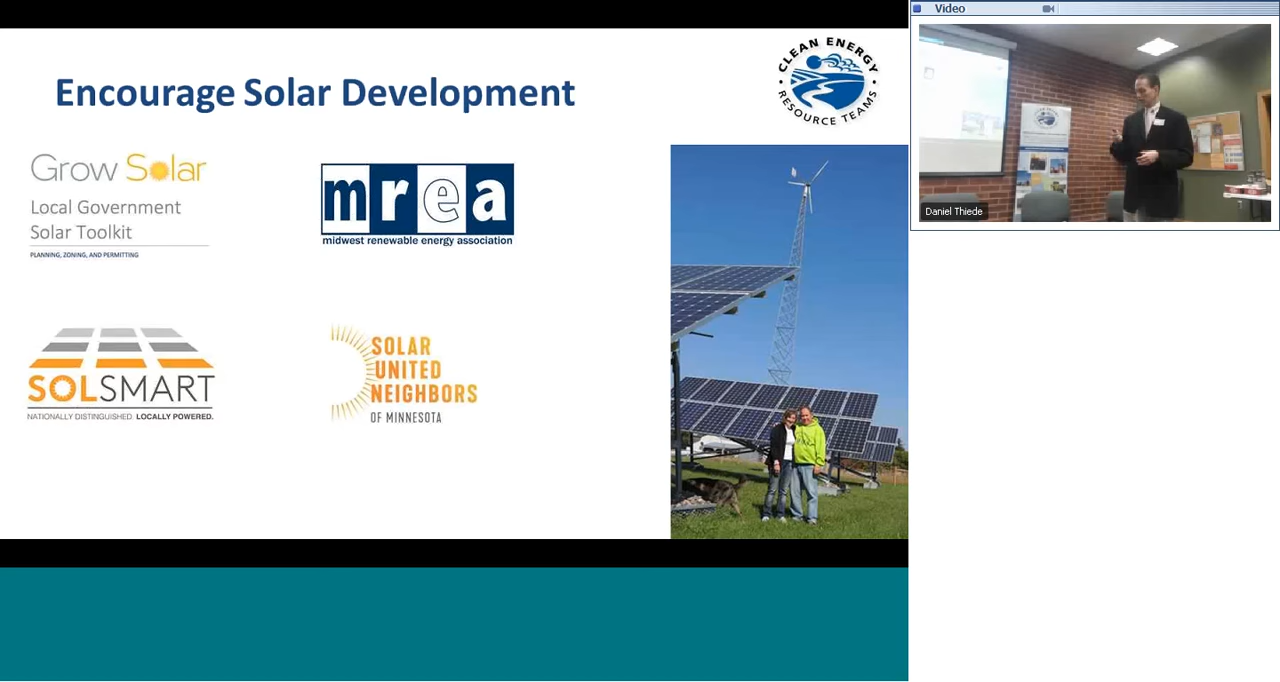 Encourage Solar Development
CLEAN ENERGY
RESOURCE TEAMS
Grow Solar
Local Government
Solar Toolkit
PLANNING, ZONING, AND PERMITTING
mrea
midwest renewable energy association
SOLSMART
NATIONALLY DISTINGUISHED. LOCALLY POWERED.
SOLAR
UNITED
NEIGHBORS
OF MINNESOTA
Video
Daniel Thiede